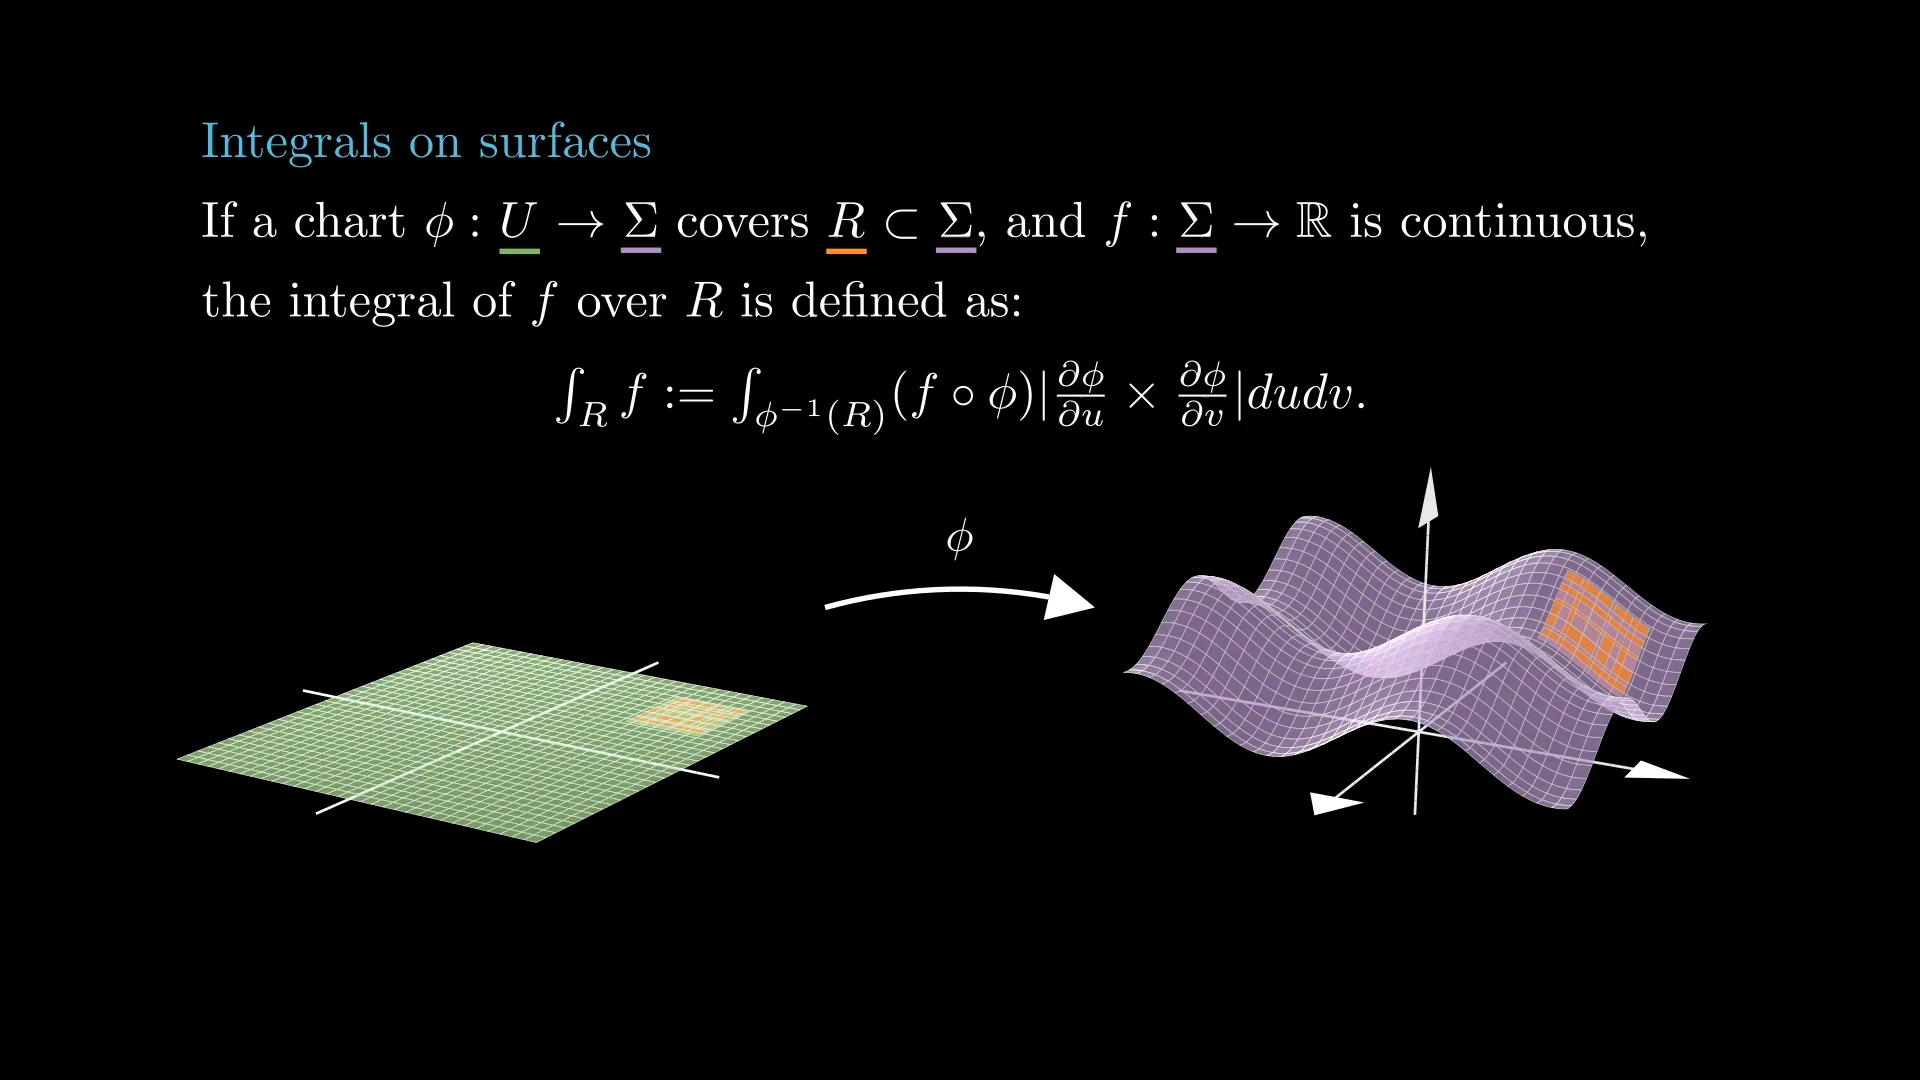 Integrals on surfaces
If a chart ϕ : U → Σ covers R ⊂ Σ, and f : Σ → ℝ is continuous,
the integral of f over R is defined as:
∫_R f := ∫_{ϕ⁻¹(R)} (f ∘ ϕ)|∂ϕ/∂u × ∂ϕ/∂v|dudv.
ϕ